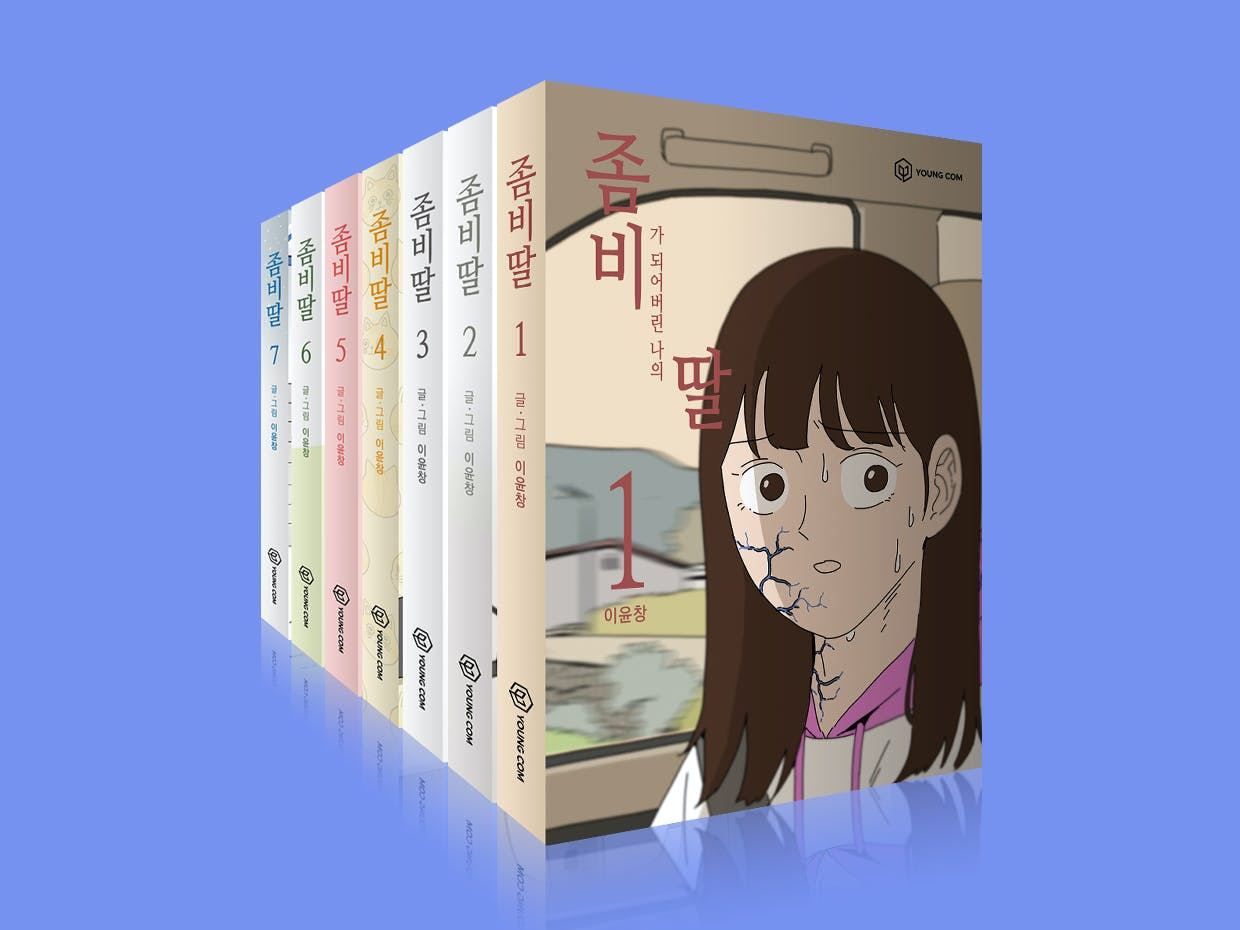 좀비
가 되어버린 나의
딸
1
이윤창
YOUNG COM
좀비딸 1 글·그림 이윤창 YOUNG COM
좀비딸 2 글·그림 이윤창 YOUNG COM
좀비딸 3 글·그림 이윤창 YOUNG COM
좀비딸 4 글·그림 이윤창 YOUNG COM
좀비딸 5 글·그림 이윤창 YOUNG COM
좀비딸 6 글·그림 이윤창 YOUNG COM
좀비딸 7 글·그림 이윤창 YOUNG COM